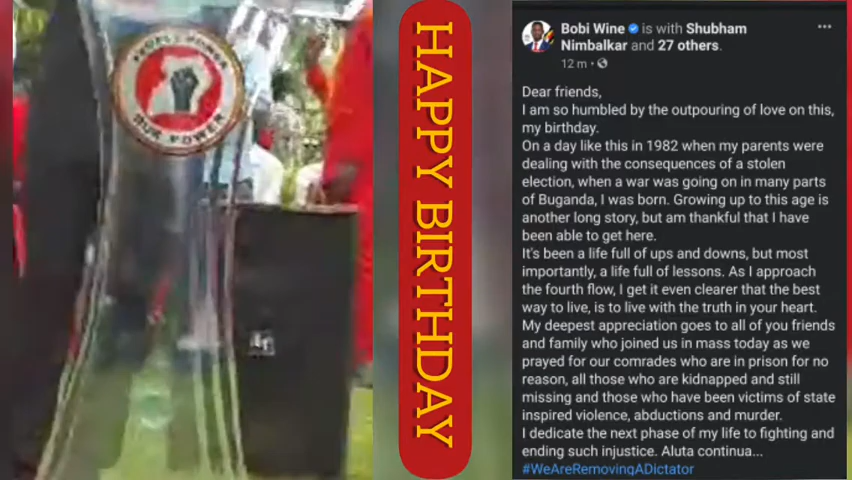 PEOPLE POWER
OUR POWER
HAPPY BIRTHDAY
Bobi Wine is with Shubham
Nimbalkar and 27 others.
12 m •
Dear friends,
I am so humbled by the outpouring of love on this,
my birthday.
On a day like this in 1982 when my parents were
dealing with the consequences of a stolen
election, when a war was going on in many parts
of Buganda, I was born. Growing up to this age is
another long story, but am thankful that I have
been able to get here.
It's been a life full of ups and downs, but most
importantly, a life full of lessons. As I approach
the fourth flow, I get it even clearer that the best
way to live, is to live with the truth in your heart.
My deepest appreciation goes to all of you friends
and family who joined us in mass today as we
prayed for our comrades who are in prison for no
reason, all those who are kidnapped and still
missing and those who have been victims of state
inspired violence, abductions and murder.
I dedicate the next phase of my life to fighting and
ending such injustice. Aluta continua...
#WeAreRemovingADictator